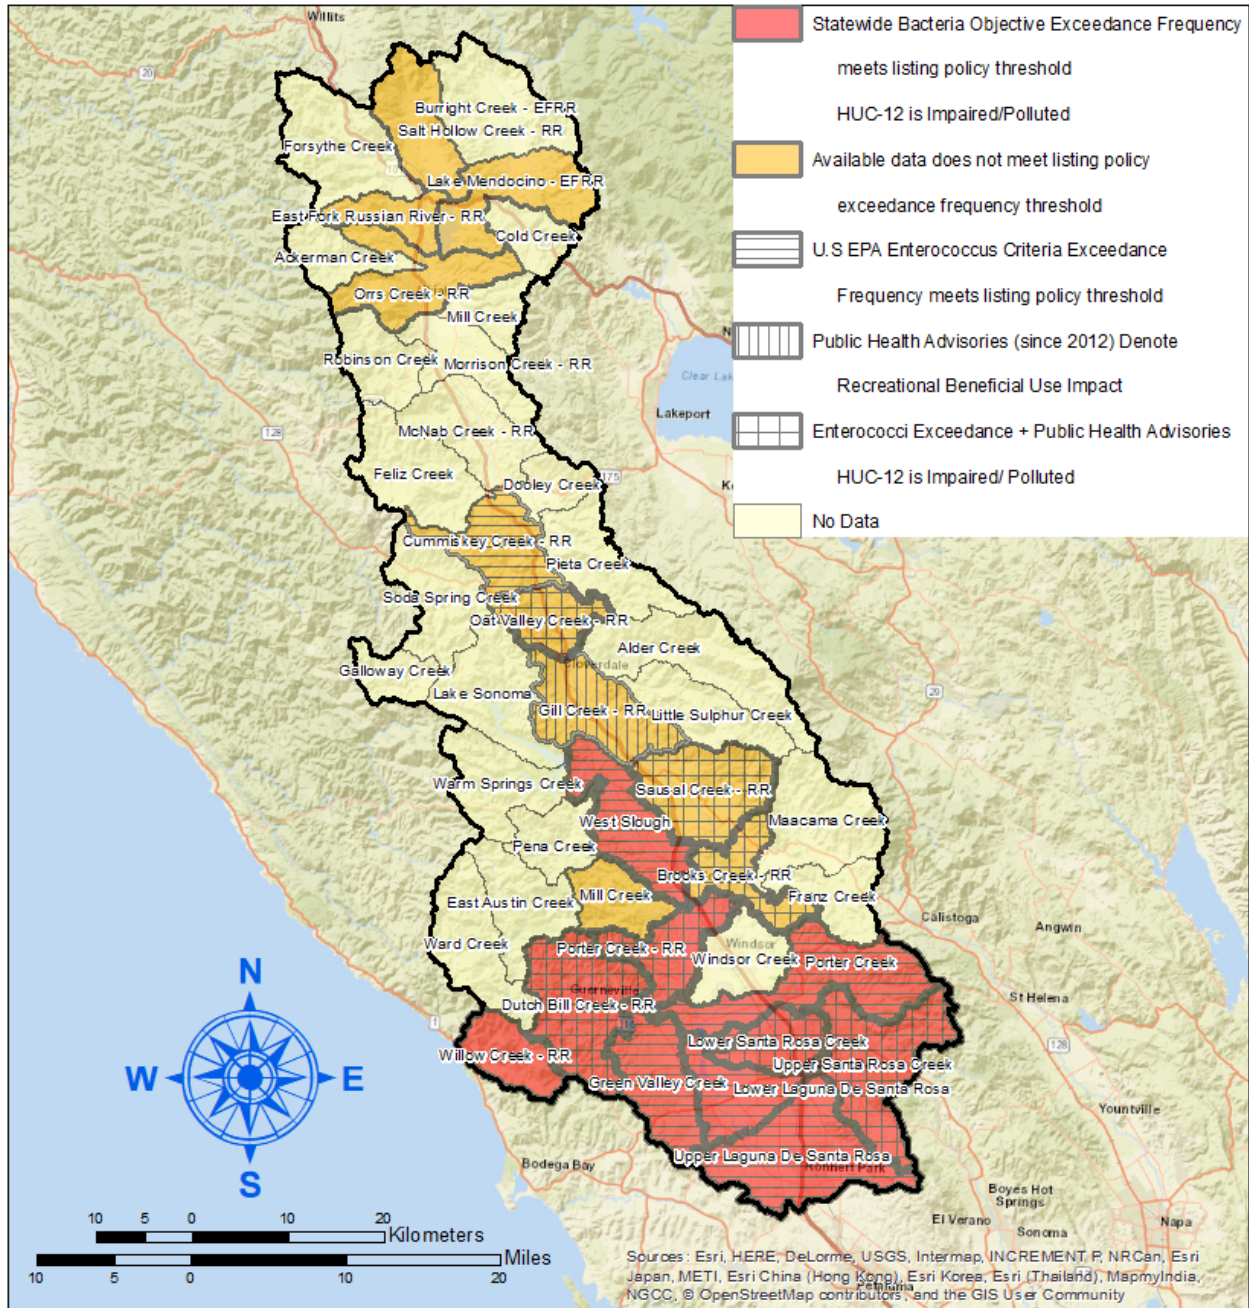 Willits
20
Statewide Bacteria Objective Exceedance Frequency
meets listing policy threshold
HUC-12 is Impaired/Polluted
Available data does not meet listing policy
exceedance frequency threshold
U.S EPA Enterococcus Criteria Exceedance
Frequency meets listing policy threshold
Public Health Advisories (since 2012) Denote
Recreational Beneficial Use Impact
Enterococci Exceedance + Public Health Advisories
HUC-12 is Impaired/ Polluted
No Data
Burright Creek - EFRR
Salt Hollow Creek - RR
Forsythe Creek
Lake Mendocino - EFRR
East Fork Russian River - RR
Cold Creek
Ackerman Creek
Orrs Creek - RR
Mill Creek
Robinson Creek
Morrison Creek - RR
Clear Lake
Lakeport
McNab Creek - RR
128
Feliz Creek
Dooley Creek
175
Cummiskey Creek - RR
Pieta Creek
Soda Spring Creek
Oat Valley Creek - RR
Alder Creek
Cloverdale
Galloway Creek
Lake Sonoma
29
Gill Creek - RR
Little Sulphur Creek
Warm Springs Creek
Sausal Creek - RR
West Slough
Maacama Creek
Pena Creek
Brooks Creek - RR
Mill Creek
Franz Creek
East Austin Creek
Calistoga
Angwin
Ward Creek
Porter Creek - RR
Windsor
Windsor Creek
Porter Creek
Guerneville
St Helena
Dutch Bill Creek - RR
1
Willow Creek - RR
Lower Santa Rosa Creek
128
Upper Santa Rosa Creek
Green Valley Creek
Lower Laguna De Santa Rosa
Yountville
Upper Laguna De Santa Rosa
Rohnert Park
Bodega Bay
Boyes Hot
Springs
El Verano
Sonoma
Napa
N
W
E
S
10 5 0 10 20
Kilometers
Miles
10 5 0 10 20
Sources: Esri, HERE, DeLorme, USGS, Intermap, INCREMENT P, NRCan, Esri
Japan, METI, Esri China (Hong Kong), Esri Korea, Esri (Thailand), MapmyIndia,
NGCC, © OpenStreetMap contributors, and the GIS User Community
Petaluma